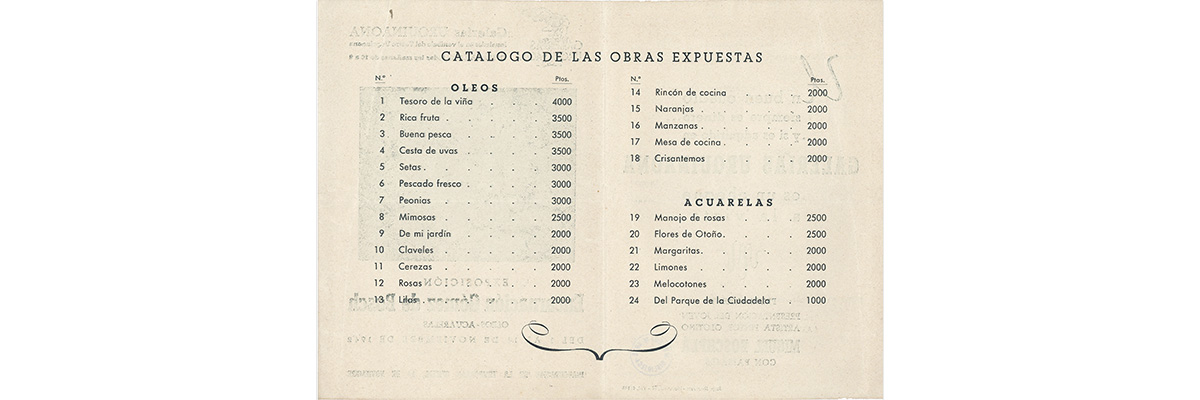 CATALOGO DE LAS OBRAS EXPUESTAS
N.º Ptas.
OLEOS
1 Tesoro de la viña . . . 4000
2 Rica fruta . . . . 3500
3 Buena pesca . . . . 3500
4 Cesta de uvas . . . . 3500
5 Setas . . . . . 3000
6 Pescado fresco . . . . 3000
7 Peonias . . . . 3000
8 Mimosas . . . . 2500
9 De mi jardín . . . . 2000
10 Claveles . . . . 2000
11 Cerezas . . . . 2000
12 Rosas . . . . . 2000
13 Lilas . . . . . 2000
N.º Ptas.
14 Rincón de cocina . . . 2000
15 Naranjas . . . . 2000
16 Manzanas . . . . 2000
17 Mesa de cocina . . . . 2000
18 Crisantemos . . . . 2000
ACUARELAS
19 Manojo de rosas . . . 2500
20 Flores de Otoño . . . . 2500
21 Margaritas . . . . 2000
22 Limones . . . . 2000
23 Melocotones . . . . 2000
24 Del Parque de la Ciudadela . 1000